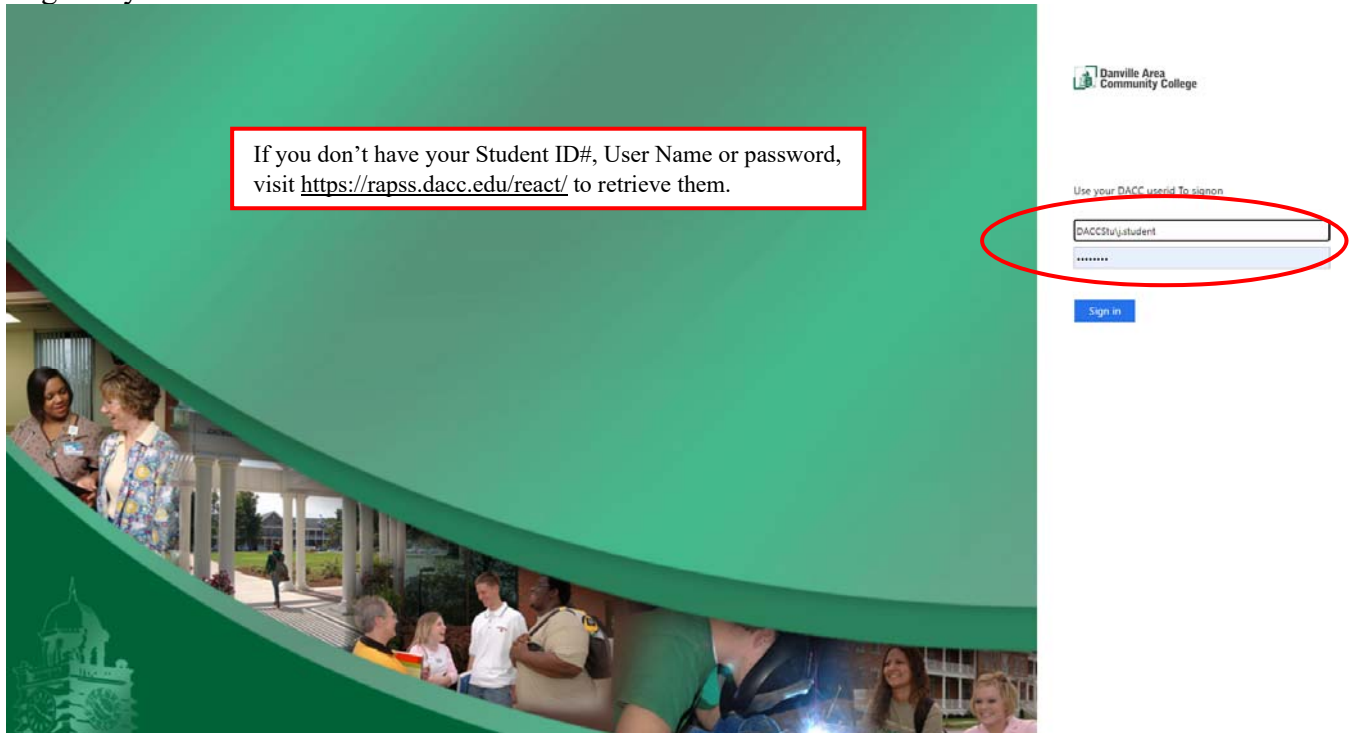 Danville Area
Community College
If you don’t have your Student ID#, User Name or password,
visit https://rapss.dacc.edu/react/ to retrieve them.
Use your DACC userid To signon
DACCStu\j.student
••••••••
Sign in